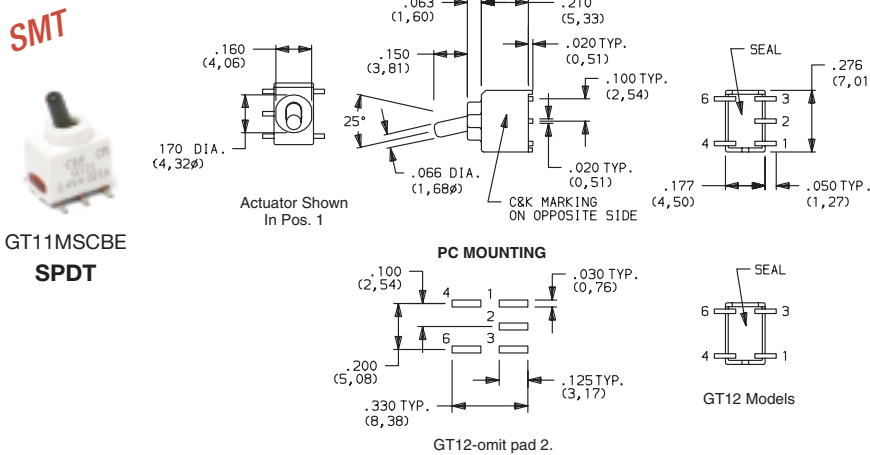 SMT
GT11MSCBE
SPDT
.160
(4,06)
.170 DIA.
(4,32ø)
Actuator Shown
In Pos. 1
.063
(1,60)
.210
(5,33)
.150
(3,81)
.020 TYP.
(0,51)
.100 TYP.
(2,54)
25°
.066 DIA.
(1,68ø)
.020 TYP.
(0,51)
C&K MARKING
ON OPPOSITE SIDE
SEAL
.276
(7,01
6
3
2
4
1
.177
(4,50)
.050 TYP.
(1,27)
PC MOUNTING
.100
(2,54)
4
1
.030 TYP.
(0,76)
2
6
3
.200
(5,08)
.125 TYP.
(3,17)
.330 TYP.
(8,38)
GT12-omit pad 2.
SEAL
6
3
4
1
GT12 Models